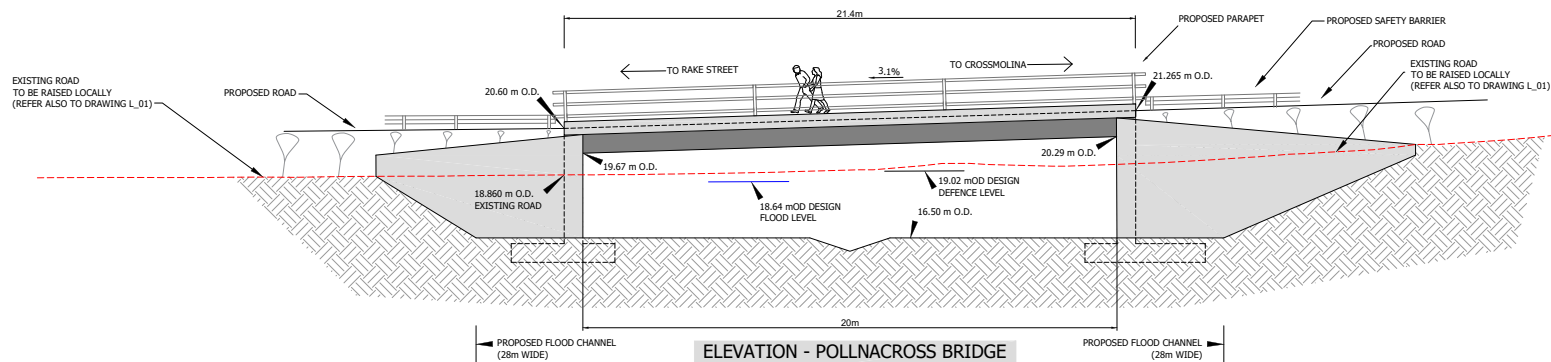 21.4m
PROPOSED PARAPET
PROPOSED SAFETY BARRIER
PROPOSED ROAD
EXISTING ROAD
TO BE RAISED LOCALLY
(REFER ALSO TO DRAWING L_01)
EXISTING ROAD
TO BE RAISED LOCALLY
(REFER ALSO TO DRAWING L_01)
PROPOSED ROAD
TO RAKE STREET
3.1%
TO CROSSMOLINA
20.60 m O.D.
21.265 m O.D.
19.67 m O.D.
20.29 m O.D.
18.860 m O.D.
EXISTING ROAD
18.64 mOD DESIGN
FLOOD LEVEL
19.02 mOD DESIGN
DEFENCE LEVEL
16.50 m O.D.
20m
PROPOSED FLOOD CHANNEL
(28m WIDE)
ELEVATION - POLLNACROSS BRIDGE
PROPOSED FLOOD CHANNEL
(28m WIDE)